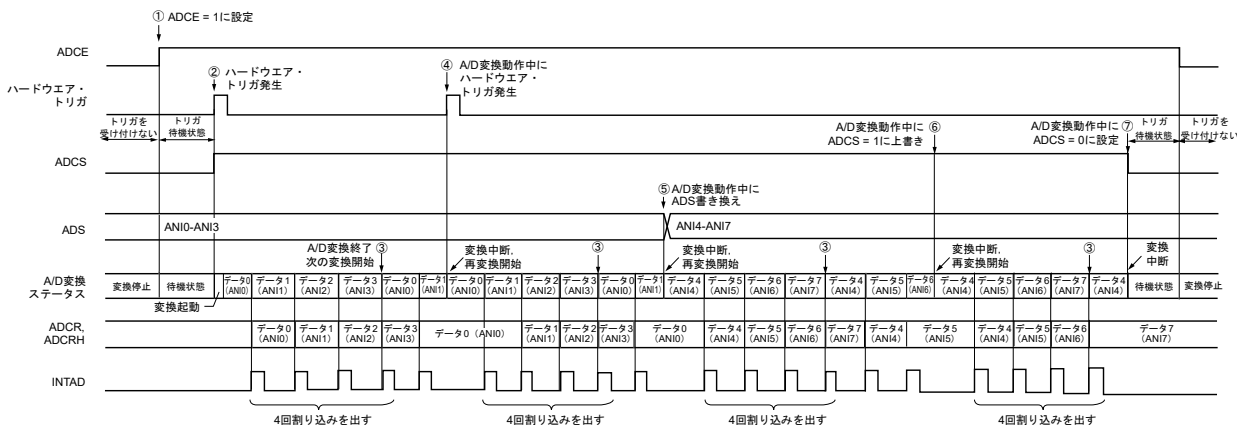 ① ADCE = 1に設定
ADCE
② ハードウエア・
トリガ発生
④ A/D変換動作中に
ハードウエア・
トリガ発生
ハードウエア・
トリガ
トリガを
受け付けない
トリガ
待機状態
A/D変換動作中に ⑥
ADCS = 1に上書き
A/D変換動作中に ⑦
ADCS = 0に設定
トリガ
待機状態
トリガを
受け付けない
ADCS
⑤ A/D変換動作中に
ADS書き換え
ADS
ANI0-ANI3
ANI4-ANI7
A/D変換終了 ③
次の変換開始
変換中断,
再変換開始
③
変換中断,
再変換開始
③
変換中断,
再変換開始
③
変換
中断
A/D変換
ステータス
変換停止
待機状態
変換起動
データ0
(ANI0)
データ1
(ANI1)
データ2
(ANI2)
データ3
(ANI3)
データ0
(ANI0)
データ1
(ANI1)
データ0
(ANI0)
データ1
(ANI1)
データ2
(ANI2)
データ3
(ANI3)
データ0
(ANI0)
データ1
(ANI1)
データ4
(ANI4)
データ5
(ANI5)
データ6
(ANI6)
データ7
(ANI7)
データ4
(ANI4)
データ5
(ANI5)
データ6
(ANI6)
データ4
(ANI4)
データ5
(ANI5)
データ6
(ANI6)
データ7
(ANI7)
データ4
(ANI4)
待機状態
変換停止
ADCR,
ADCRH
データ0
(ANI0)
データ1
(ANI1)
データ2
(ANI2)
データ3
(ANI3)
データ0 (ANI0)
データ1
(ANI1)
データ2
(ANI2)
データ3
(ANI3)
データ0
(ANI0)
データ4
(ANI4)
データ5
(ANI5)
データ6
(ANI6)
データ7
(ANI7)
データ4
(ANI4)
データ5
(ANI5)
データ4
(ANI4)
データ5
(ANI5)
データ6
(ANI6)
データ7
(ANI7)
INTAD
4回割り込みを出す
4回割り込みを出す
4回割り込みを出す
4回割り込みを出す